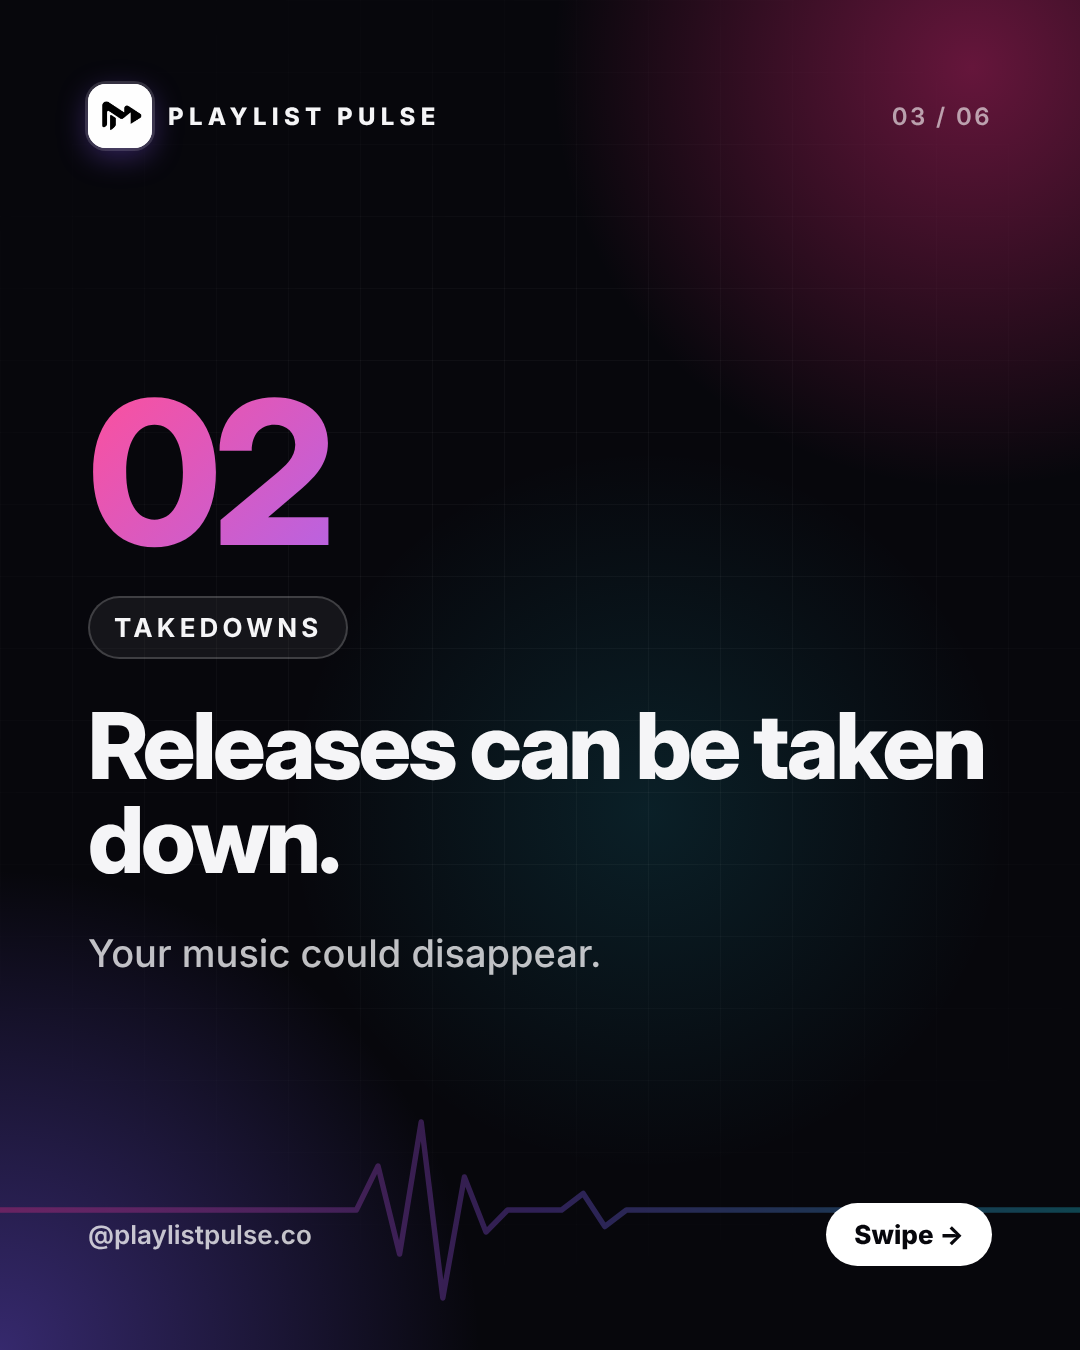 PLAYLIST PULSE
03 / 06
02
TAKEDOWNS
Releases can be taken
down.
Your music could disappear.
@playlistpulse.co
Swipe →